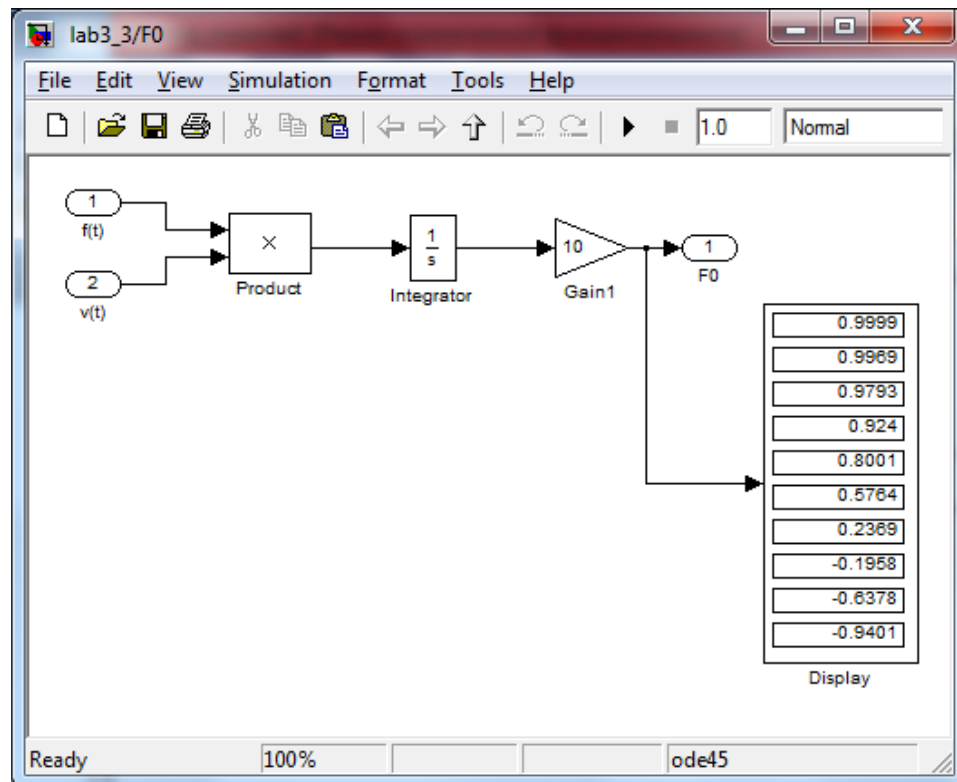 lab3_3/F0
File Edit View Simulation Format Tools Help
1.0 Normal
1
f(t)
2
v(t)
×
Product
1
s
Integrator
10
Gain1
1
F0
0.9999
0.9969
0.9793
0.924
0.8001
0.5764
0.2369
-0.1958
-0.6378
-0.9401
Display
Ready 100% ode45